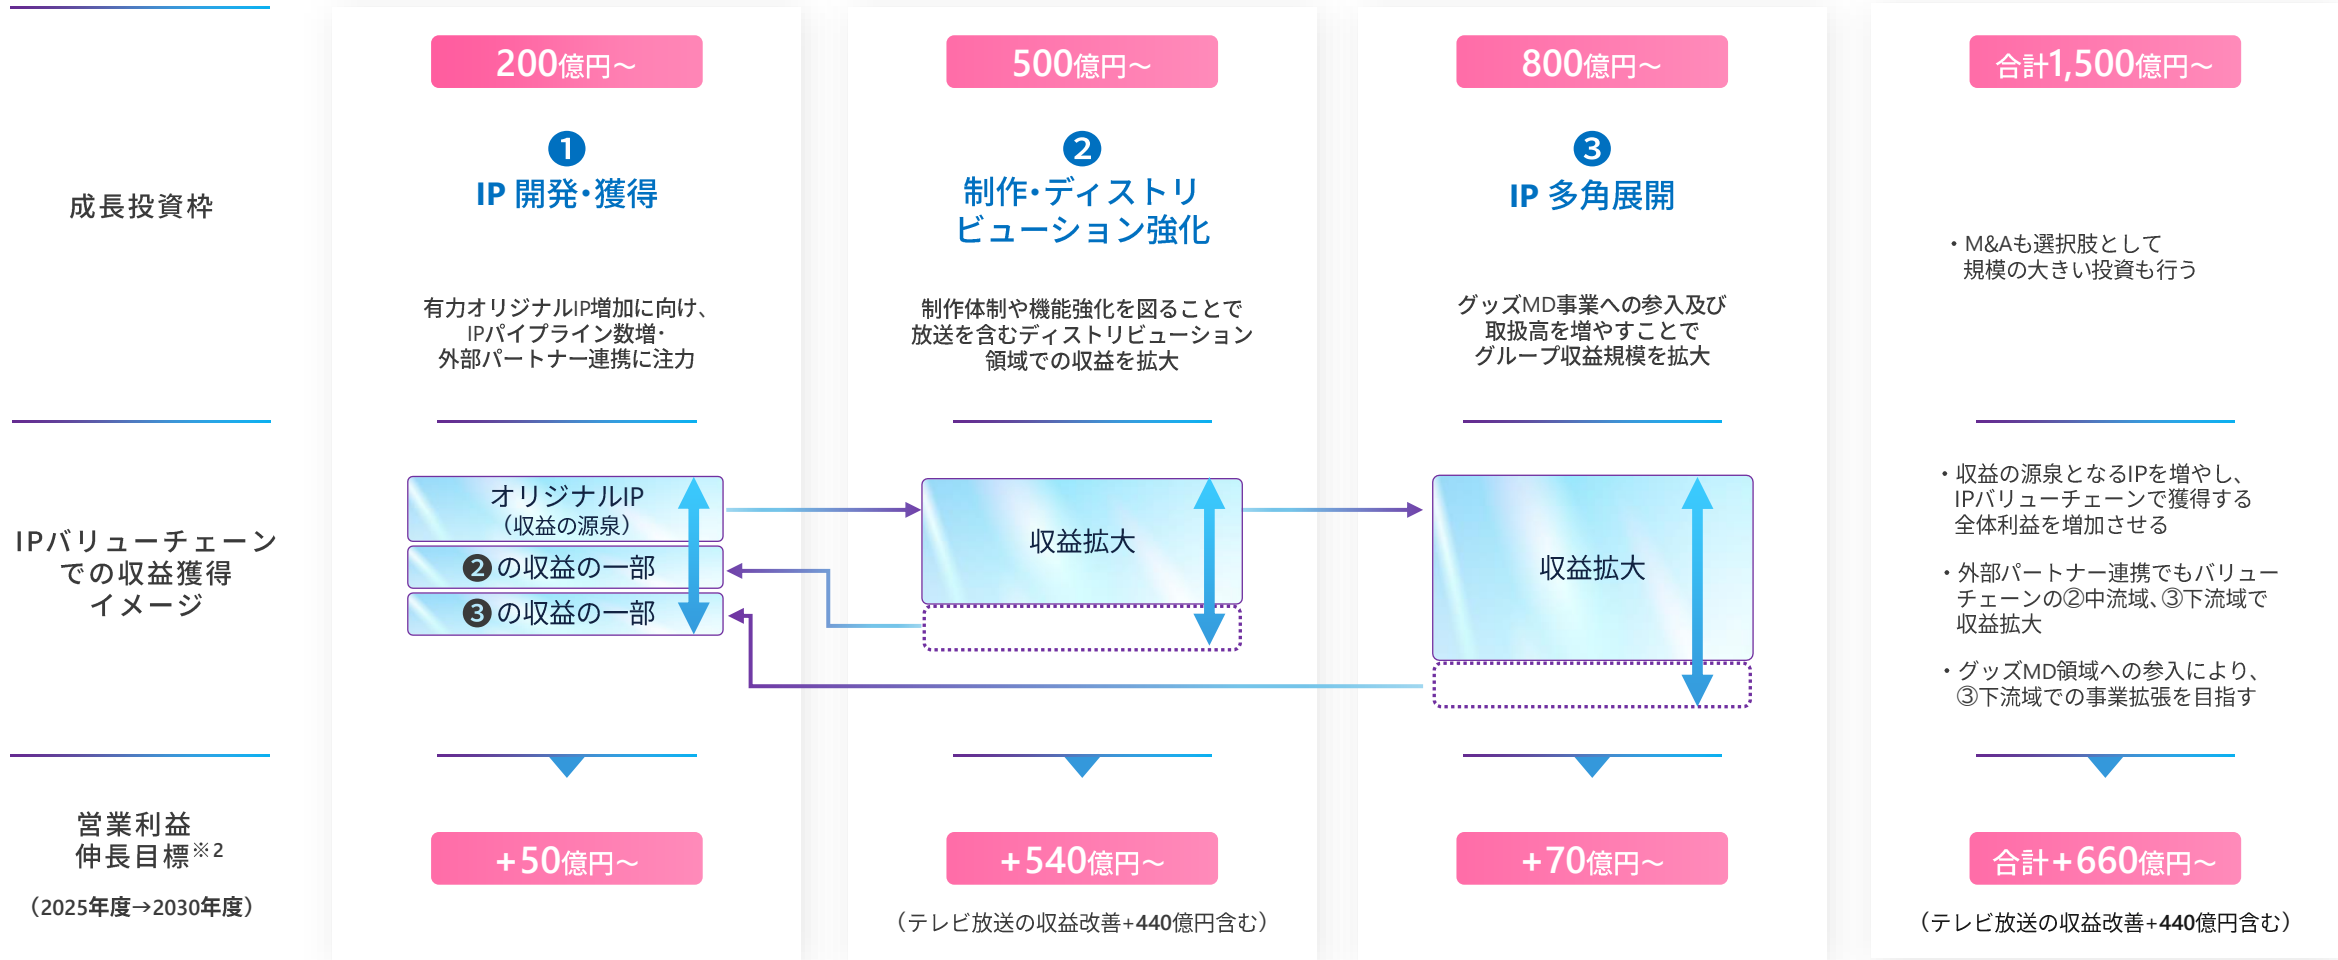 成長投資枠
200億円～
❶
IP 開発･獲得
有力オリジナルIP増加に向け、
IPパイプライン数増･
外部パートナー連携に注力
500億円～
❷
制作･ディストリ
ビューション強化
制作体制や機能強化を図ることで
放送を含むディストリビューション
領域での収益を拡大
800億円～
❸
IP 多角展開
グッズMD事業への参入及び
取扱高を増やすことで
グループ収益規模を拡大
合計1,500億円～
・M&Aも選択肢として
規模の大きい投資も行う
IPバリューチェーン
での収益獲得
イメージ
オリジナルIP
（収益の源泉）
❷の収益の一部
❸の収益の一部
収益拡大
収益拡大
・収益の源泉となるIPを増やし、
IPバリューチェーンで獲得する
全体利益を増加させる
・外部パートナー連携でもバリュー
チェーンの②中流域、③下流域で
収益拡大
・グッズMD領域への参入により、
③下流域での事業拡張を目指す
営業利益
伸長目標※2
（2025年度→2030年度）
+50億円～
+540億円～
（テレビ放送の収益改善+440億円含む）
+70億円～
合計+660億円～
（テレビ放送の収益改善+440億円含む）